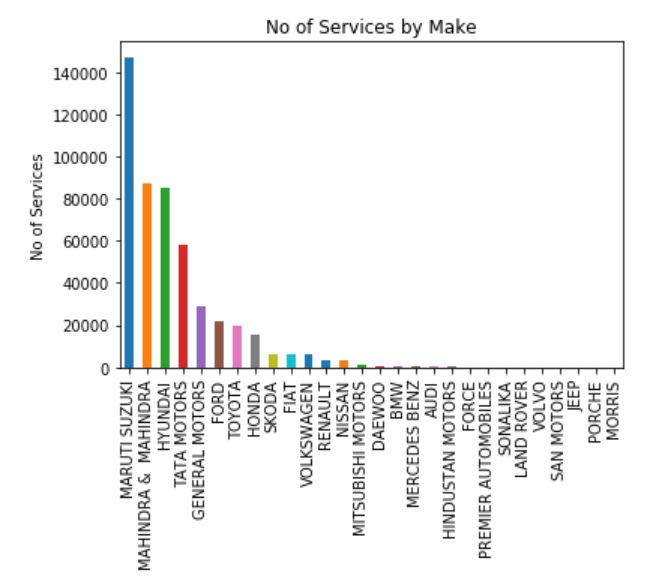 No of Services by Make
No of Services
140000
120000
100000
80000
60000
40000
20000
0
MARUTI SUZUKI
MAHINDRA &  MAHINDRA
HYUNDAI
TATA MOTORS
GENERAL MOTORS
FORD
TOYOTA
HONDA
SKODA
FIAT
VOLKSWAGEN
RENAULT
NISSAN
MITSUBISHI MOTORS
DAEWOO
BMW
MERCEDES BENZ
AUDI
HINDUSTAN MOTORS
FORCE
PREMIER AUTOMOBILES
SONALIKA
LAND ROVER
VOLVO
SAN MOTORS
JEEP
PORCHE
MORRIS